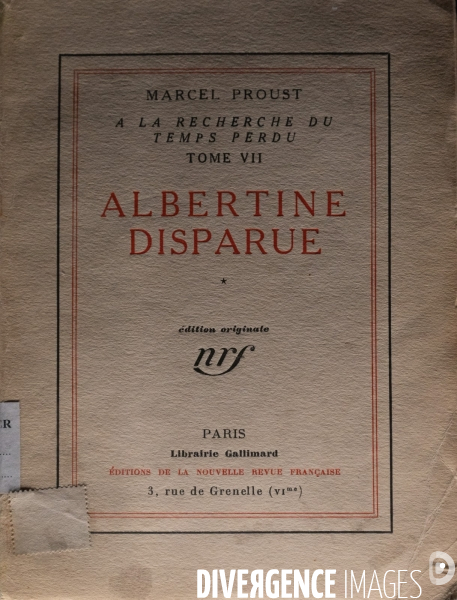 MARCEL PROUST
A LA RECHERCHE DU
TEMPS PERDU
TOME VII
ALBERTINE
DISPARUE
*
édition originale
nrf
PARIS
Librairie Gallimard
ÉDITIONS DE LA NOUVELLE REVUE FRANÇAISE
3, rue de Grenelle (VIme)
ER
DIVERGENCE IMAGES